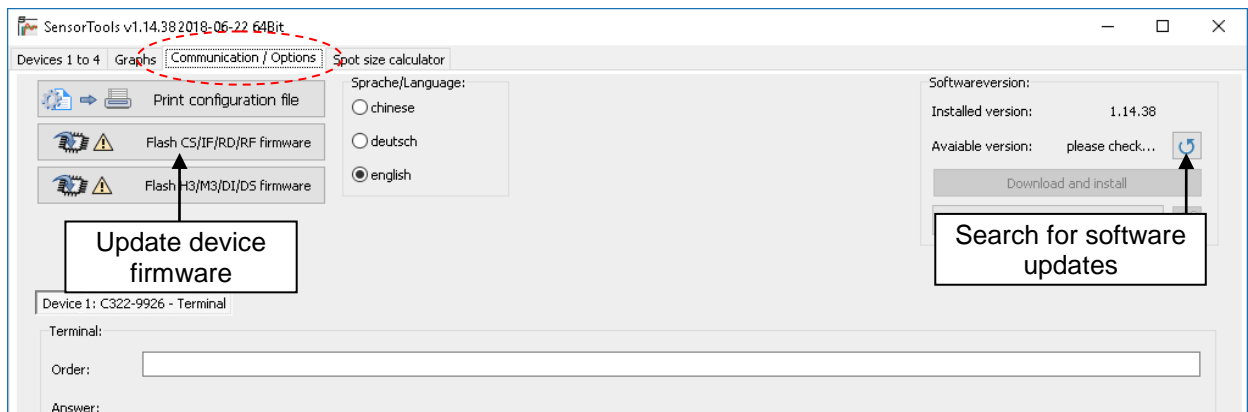 SensorTools v1.14.38 2018-06-22 64Bit
Devices 1 to 4 Graphs Communication / Options Spot size calculator
Print configuration file
Flash CS/IF/RD/RF firmware
Flash H3/M3/DI/DS firmware
Update device
firmware
Sprache/Language:
chinese
deutsch
english
Softwareversion:
Installed version: 1.14.38
Avaiable version: please check...
Download and install
Search for software
updates
Device 1: C322-9926 - Terminal
Terminal:
Order:
Answer: